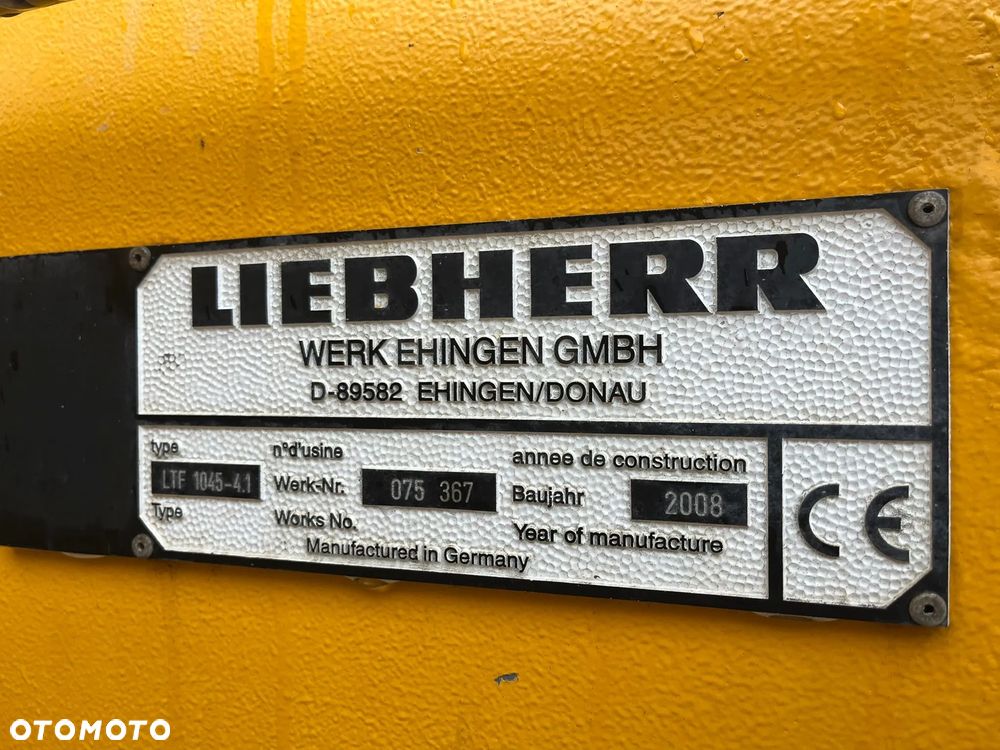 LIEBHERR
WERK EHINGEN GMBH
D-89582 EHINGEN/DONAU
type
LTF 1045-4.1
Type
n°d'usine
Werk-Nr. 075 367
Works No.
annee de construction
Baujahr 2008
Year of manufacture
Manufactured in Germany
CE
OTOMOTO